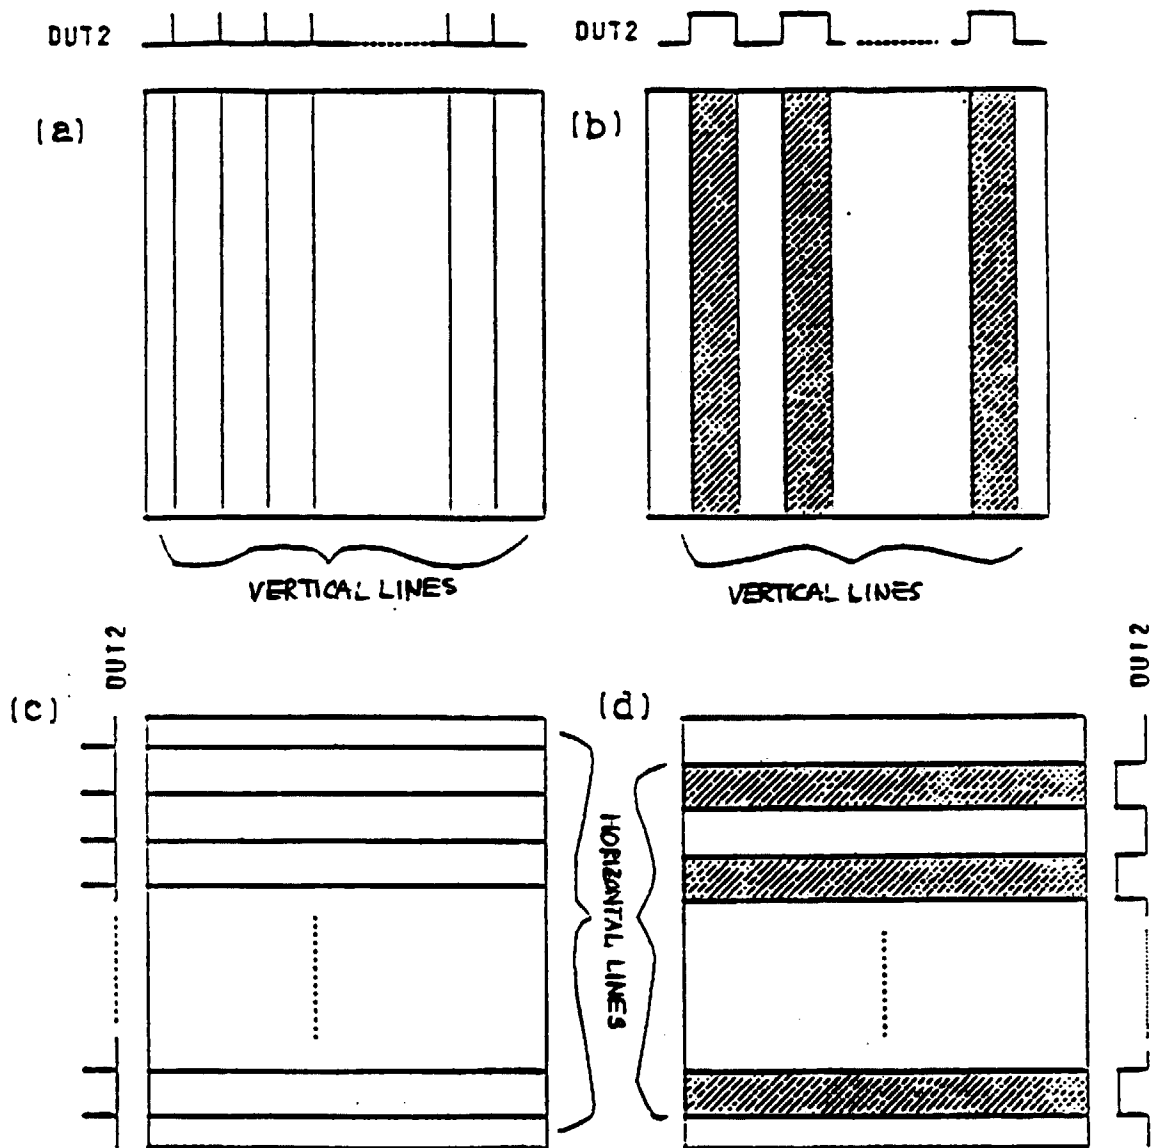 OUT2
OUT2
(a)
(b)
VERTICAL LINES
VERTICAL LINES
OUT2
OUT2
(c)
(d)
HORIZONTAL LINES